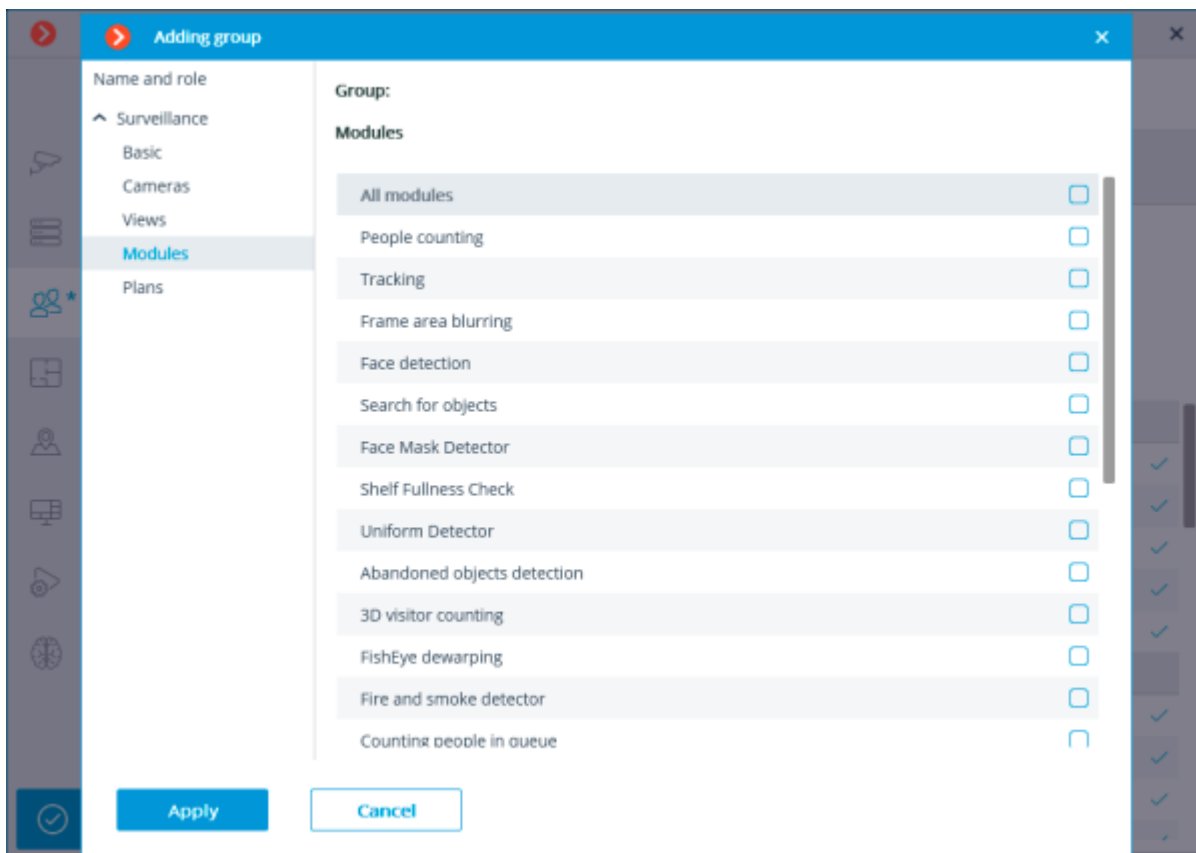 Adding group
Name and role
Surveillance
Basic
Cameras
Views
Modules
Plans
Group:
Modules
All modules
People counting
Tracking
Frame area blurring
Face detection
Search for objects
Face Mask Detector
Shelf Fullness Check
Uniform Detector
Abandoned objects detection
3D visitor counting
FishEye dewarping
Fire and smoke detector
Counting people in queue
Apply
Cancel